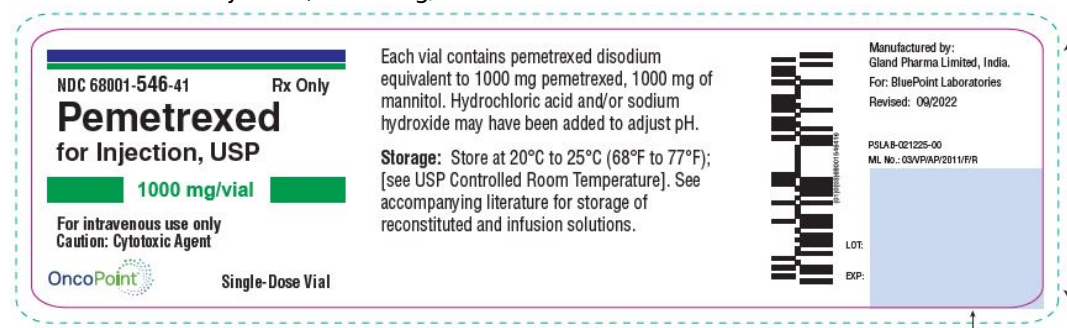 NDC 68001-546-41 Rx Only
Pemetrexed
for Injection, USP
1000 mg/vial
For intravenous use only
Caution: Cytotoxic Agent
OncoPoint
Single-Dose Vial
Each vial contains pemetrexed disodium
equivalent to 1000 mg pemetrexed, 1000 mg of
mannitol. Hydrochloric acid and/or sodium
hydroxide may have been added to adjust pH.
Storage: Store at 20°C to 25°C (68°F to 77°F);
[see USP Controlled Room Temperature]. See
accompanying literature for storage of
reconstituted and infusion solutions.
Manufactured by:
Gland Pharma Limited, India.
For: BluePoint Laboratories
Revised: 09/2022
PSLAB-021225-00
ML No.: 03/VP/AP/2011/F/R
LOT:
EXP: